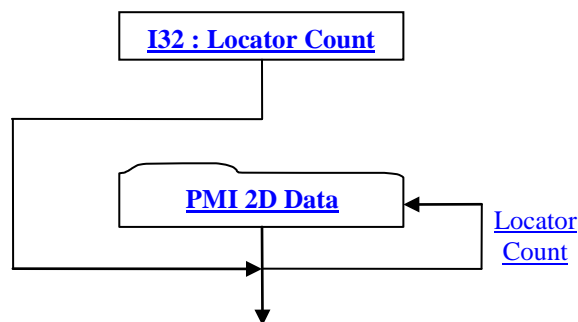 I32 : Locator Count
PMI 2D Data
Locator
Count